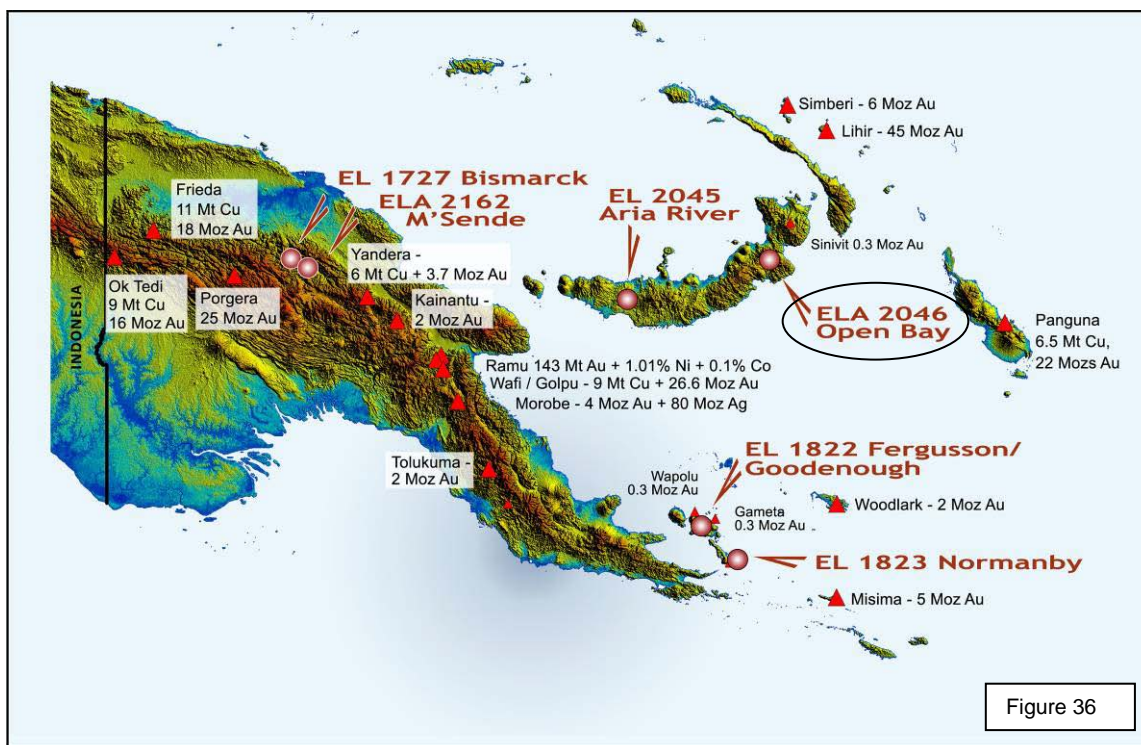 Simberi - 6 Moz Au
Lihir - 45 Moz Au
EL 1727 Bismarck
ELA 2162
M'Sende
EL 2045
Aria River
Frieda
11 Mt Cu
18 Moz Au
Sinivit 0.3 Moz Au
Yandera -
6 Mt Cu + 3.7 Moz Au
Ok Tedi
9 Mt Cu
16 Moz Au
Porgera
25 Moz Au
Kainantu -
2 Moz Au
INDONESIA
ELA 2046
Open Bay
Panguna
6.5 Mt Cu,
22 Mozs Au
Ramu 143 Mt Au + 1.01% Ni + 0.1% Co
Wafi / Golpu - 9 Mt Cu + 26.6 Moz Au
Morobe - 4 Moz Au + 80 Moz Ag
EL 1822 Fergusson/
Goodenough
Tolukuma -
2 Moz Au
Wapolu
0.3 Moz Au
Gameta
0.3 Moz Au
Woodlark - 2 Moz Au
EL 1823 Normanby
Misima - 5 Moz Au
Figure 36